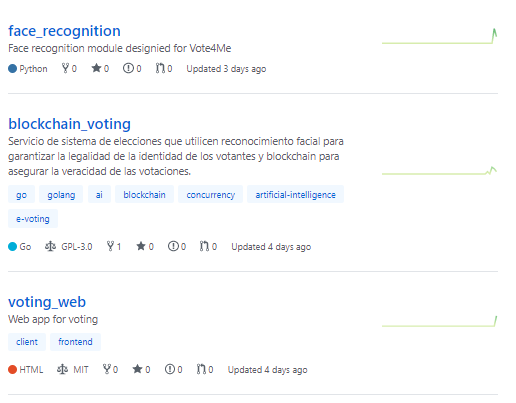 face_recognition
Face recognition module designied for Vote4Me
Python 0 0 0 0 Updated 3 days ago
blockchain_voting
Servicio de sistema de elecciones que utilicen reconocimiento facial para
garantizar la legalidad de la identidad de los votantes y blockchain para
asegurar la veracidad de las votaciones.
go golang ai blockchain concurrency artificial-intelligence
e-voting
Go GPL-3.0 1 0 0 0 Updated 4 days ago
voting_web
Web app for voting
client frontend
HTML MIT 0 0 0 0 Updated 4 days ago